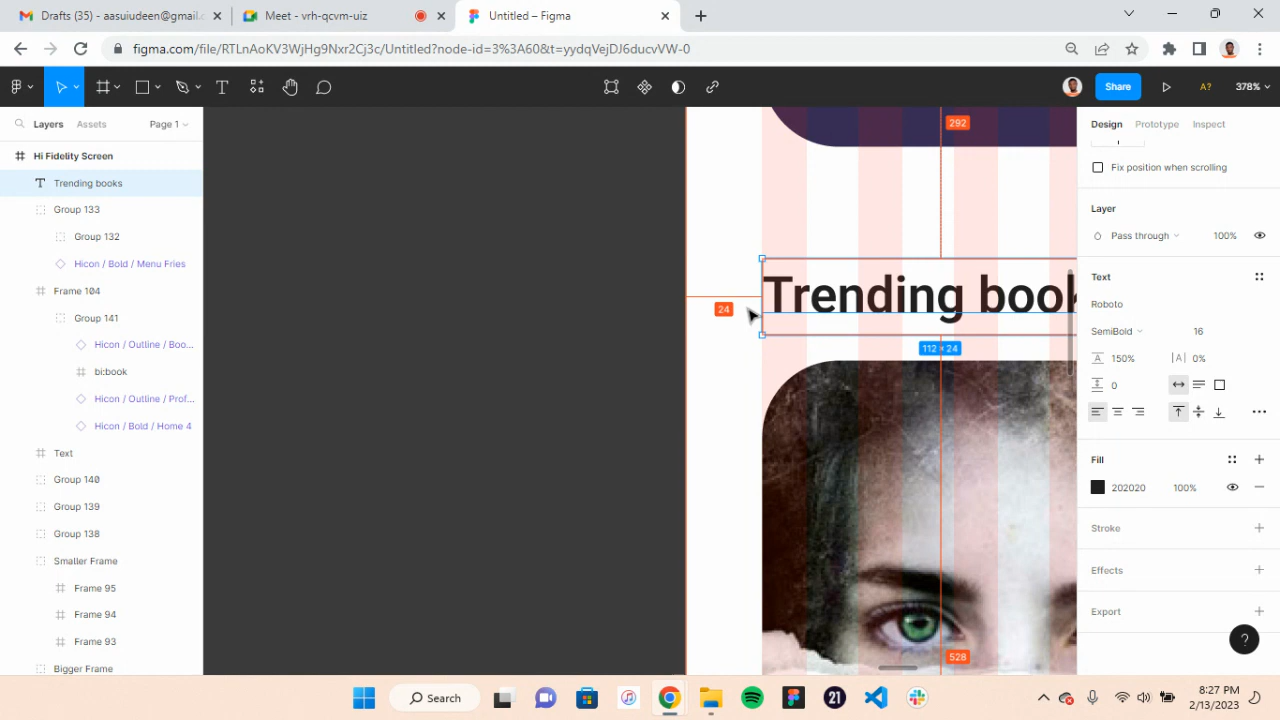 Drafts (35) - aasuiudeen@gmail.c
Meet - vrh-qcvm-uiz
Untitled – Figma
figma.com/file/RTLnAoKV3WjHg9Nxr2Cj3c/Untitled?node-id=3%3A60&t=yydqVejDJ6ducvVW-0
Share
A?
378%
Layers
Assets
Page 1
Hi Fidelity Screen
Trending books
Group 133
Group 132
Hicon / Bold / Menu Fries
Frame 104
Group 141
Hicon / Outline / Boo...
bi:book
Hicon / Outline / Prof...
Hicon / Bold / Home 4
Text
Group 140
Group 139
Group 138
Smaller Frame
Frame 95
Frame 94
Frame 93
Bigger Frame
292
Trending book
24
112 × 24
528
Design
Prototype
Inspect
Fix position when scrolling
Layer
Pass through
100%
Text
Roboto
SemiBold
16
150%
|A| 0%
0
Fill
202020
100%
Stroke
Effects
Export
?
Search
21
8:27 PM
2/13/2023